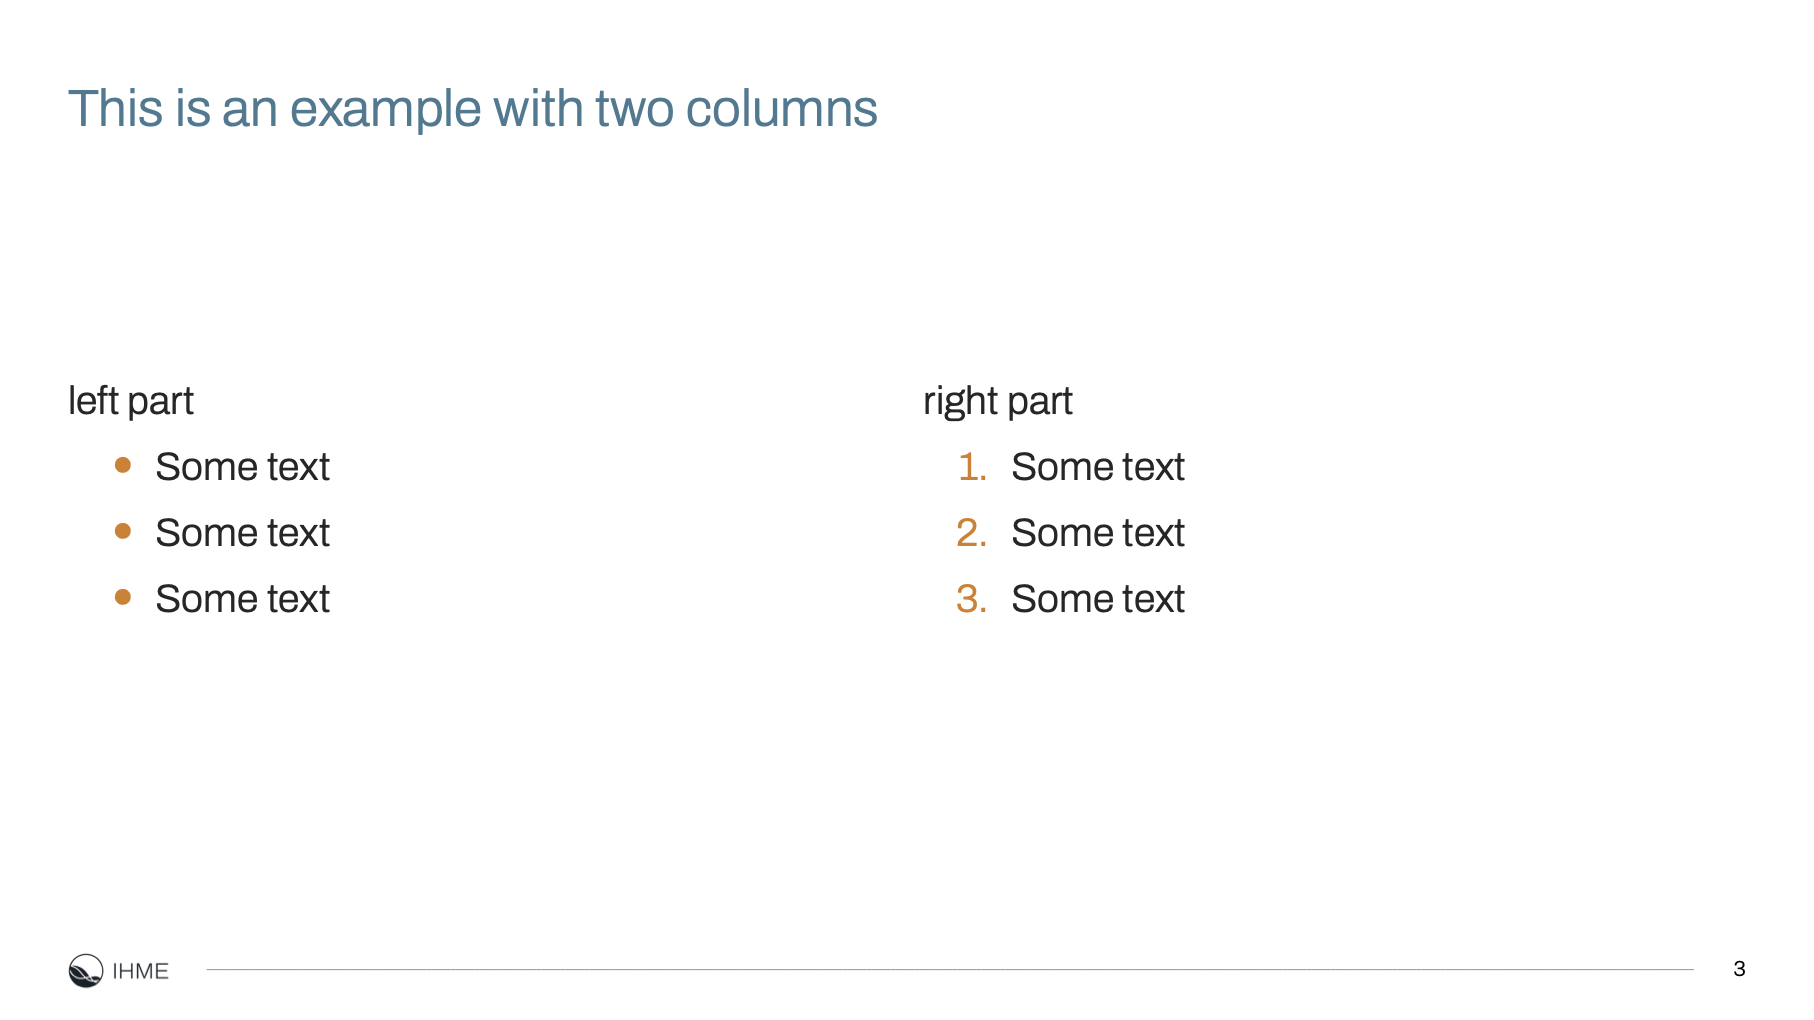 This is an example with two columns
left part
• Some text
• Some text
• Some text
right part
1. Some text
2. Some text
3. Some text
IHME
3